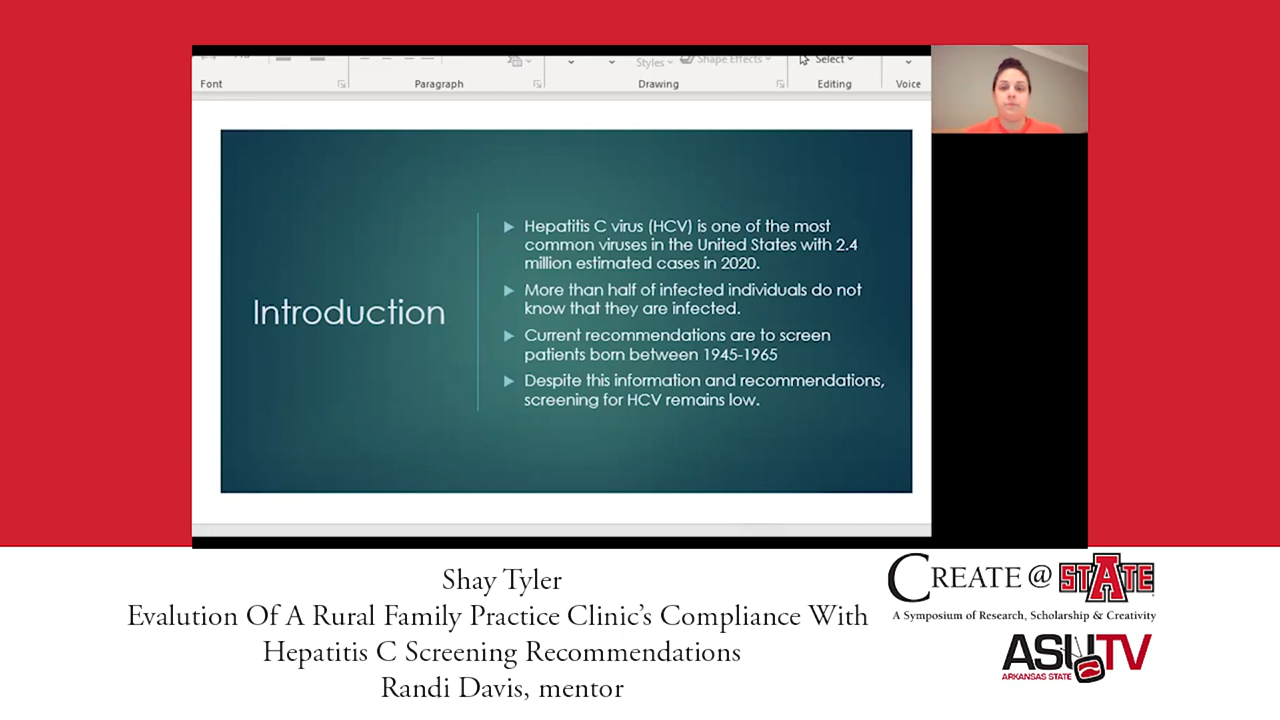 Styles
Shape Effects
Select
Font
Paragraph
Drawing
Editing
Voice
Introduction
Hepatitis C virus (HCV) is one of the most
common viruses in the United States with 2.4
million estimated cases in 2020.
More than half of infected individuals do not
know that they are infected.
Current recommendations are to screen
patients born between 1945-1965
Despite this information and recommendations,
screening for HCV remains low.
Shay Tyler
Evalution Of A Rural Family Practice Clinic’s Compliance With
Hepatitis C Screening Recommendations
Randi Davis, mentor
CREATE @ STATE
A Symposium of Research, Scholarship & Creativity
ASUTV
ARKANSAS STATE